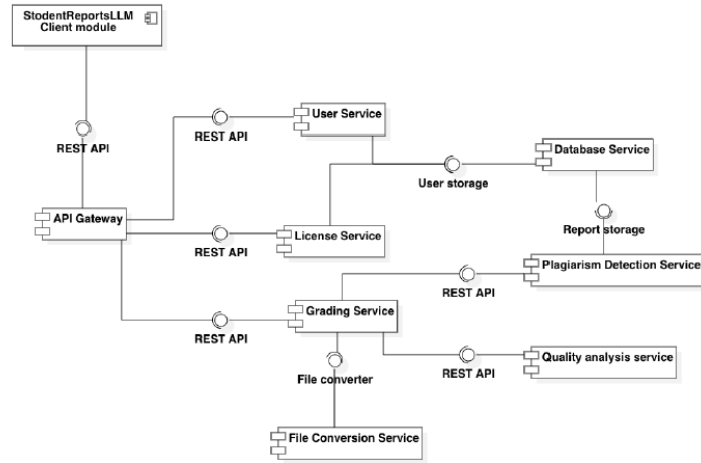 StodentReportsLLM
Client module
REST API
REST API
User Service
Database Service
User storage
API Gateway
REST API
License Service
Report storage
Plagiarism Detection Service
REST API
Grading Service
REST API
File converter
REST API
Quality analysis service
File Conversion Service